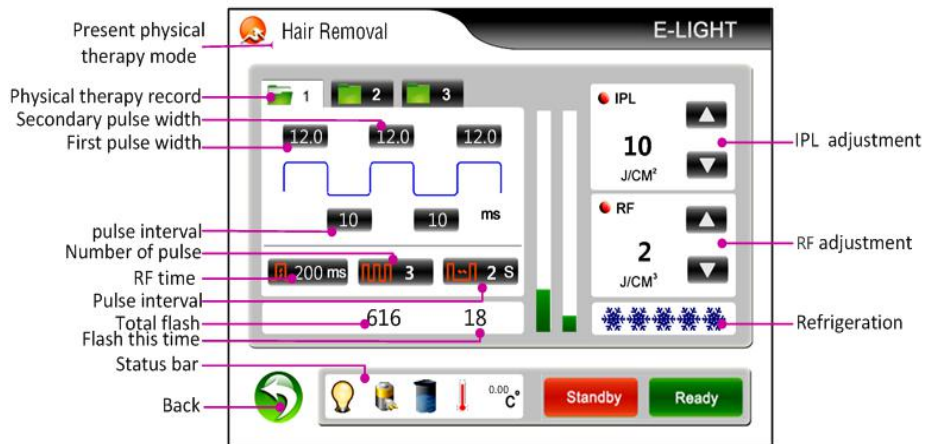 Present physical
therapy mode
Hair Removal
E-LIGHT
Physical therapy record
1
2
3
Secondary pulse width
First pulse width
12.0
12.0
12.0
IPL
10
J/CM²
IPL adjustment
pulse interval
10
10
ms
Number of pulse
RF time
200 ms
3
2 S
RF
2
J/CM³
RF adjustment
Pulse interval
Total flash
616
18
Flash this time
Refrigeration
Status bar
Back
0.00 C°
Standby
Ready